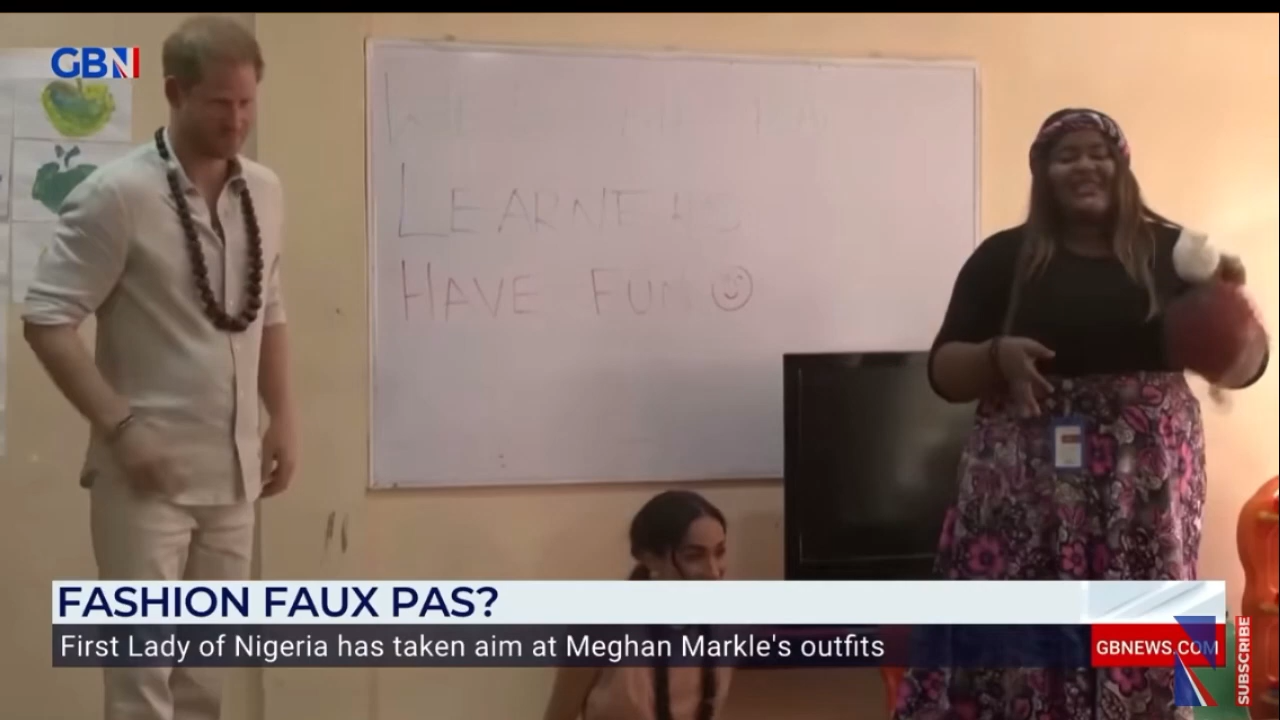 GBN
LEARNERS
HAVE FUN
FASHION FAUX PAS?
First Lady of Nigeria has taken aim at Meghan Markle's outfits
GBNEWS.COM
SUBSCRIBE